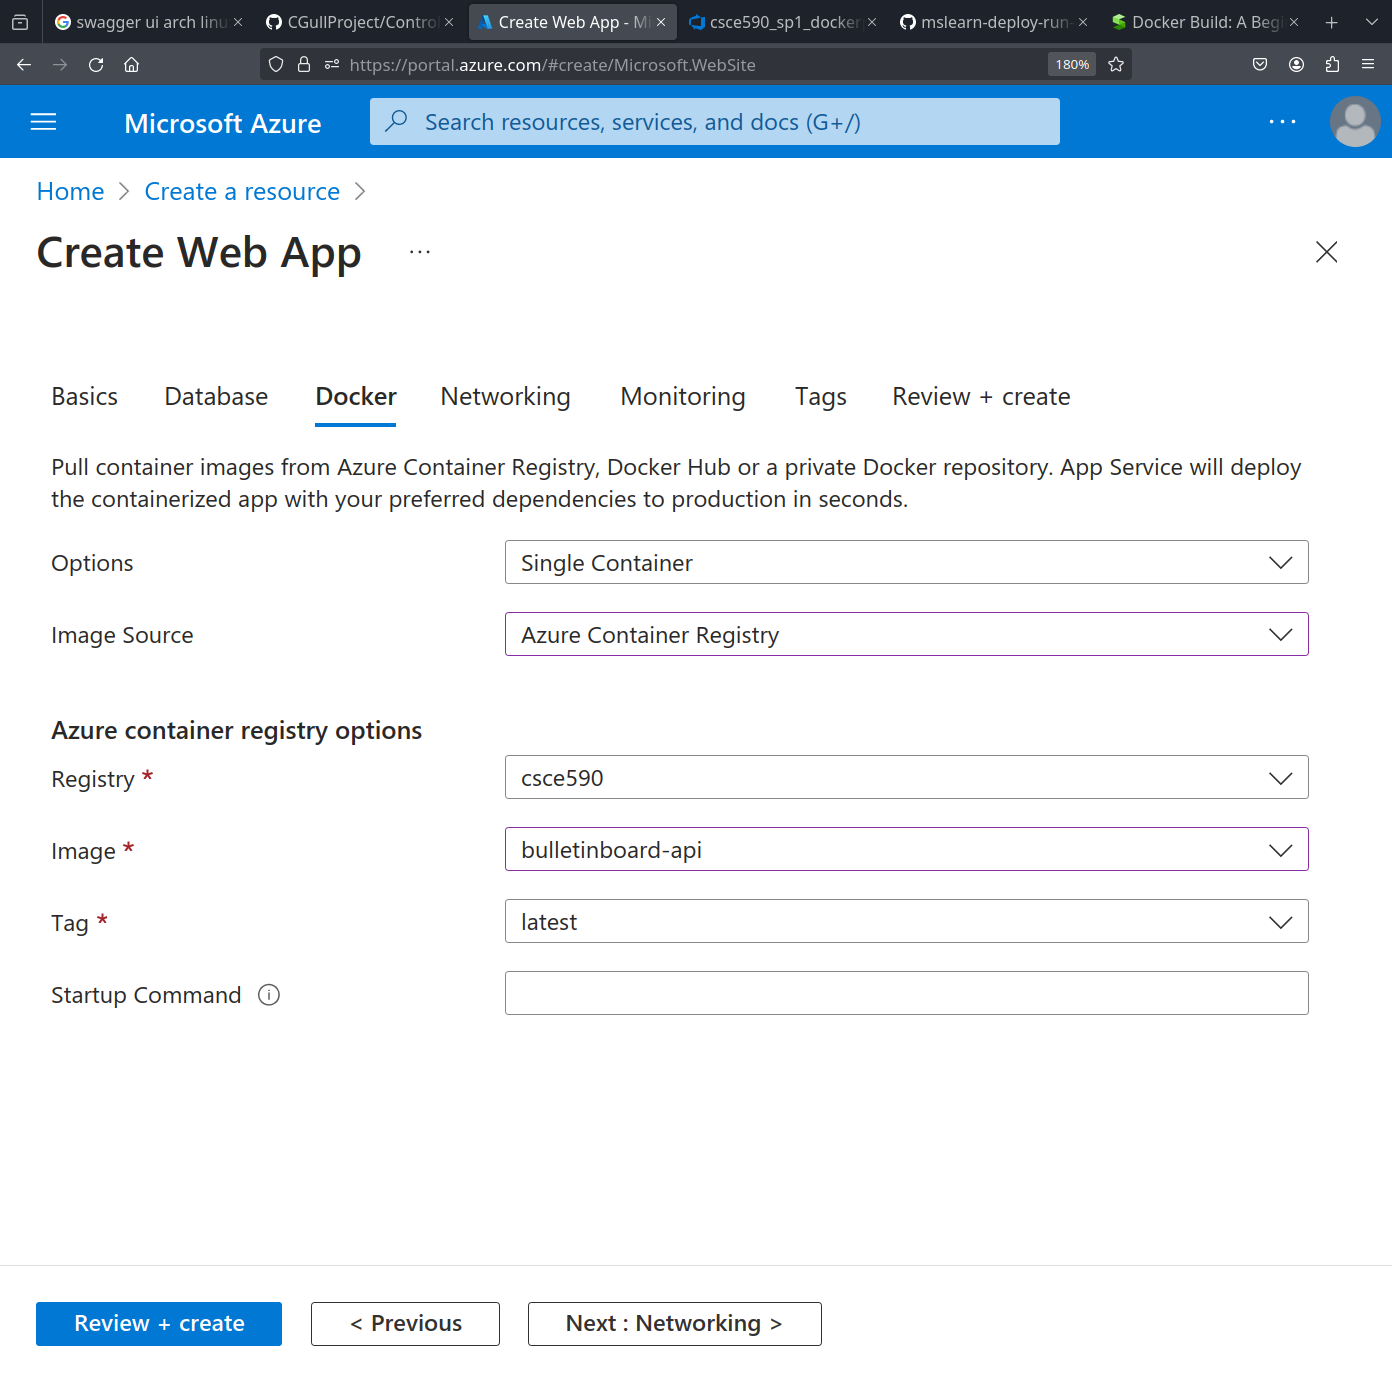 swagger ui arch linu
CGullProject/Control
Create Web App - Mi
csce590_sp1_docker
mslearn-deploy-run-
Docker Build: A Begi
https://portal.azure.com/#create/Microsoft.WebSite
180%
Microsoft Azure
Search resources, services, and docs (G+/)
Home > Create a resource >
Create Web App ...
Basics
Database
Docker
Networking
Monitoring
Tags
Review + create
Pull container images from Azure Container Registry, Docker Hub or a private Docker repository. App Service will deploy
the containerized app with your preferred dependencies to production in seconds.
Options
Single Container
Image Source
Azure Container Registry
Azure container registry options
Registry *
csce590
Image *
bulletinboard-api
Tag *
latest
Startup Command
Review + create
< Previous
Next : Networking >